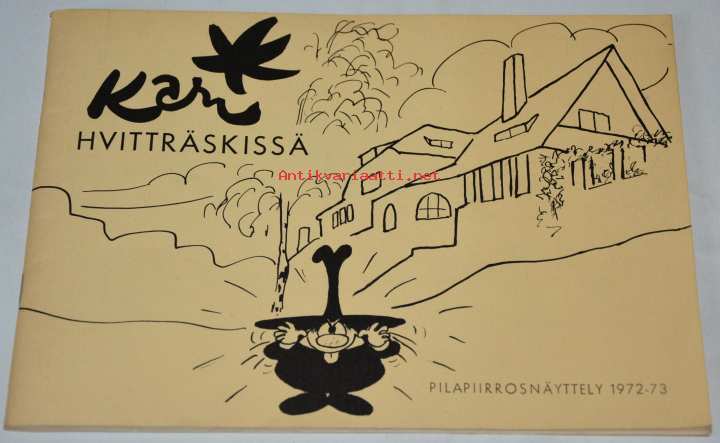 Kari
HVITTRÄSKISSÄ
Antikvariaatti.net
PILAPIIRROSNÄYTTELY 1972-73